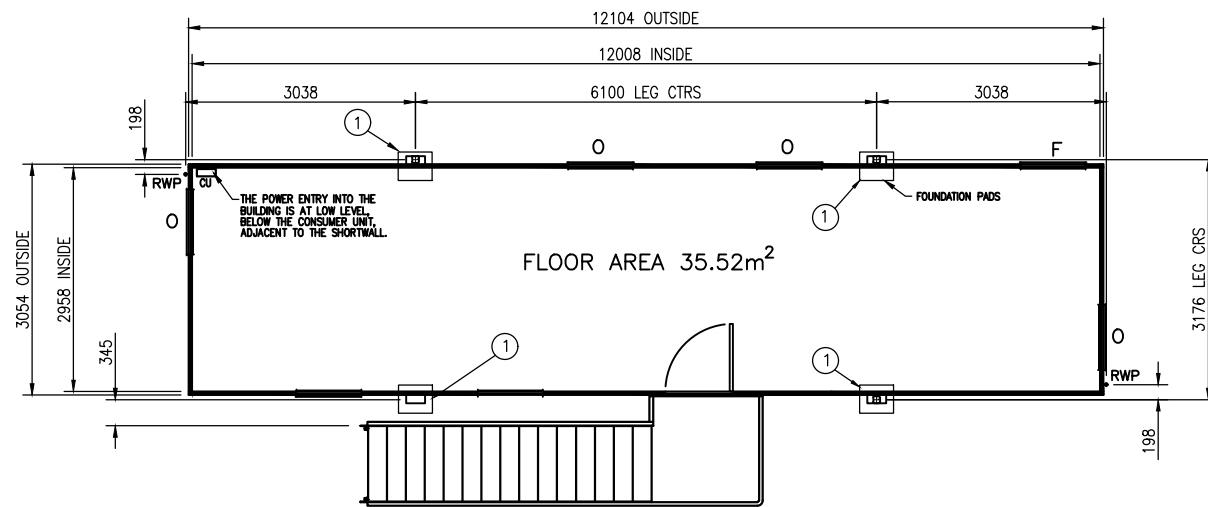 12104 OUTSIDE
12008 INSIDE
3038
6100 LEG CTRS
3038
198
1
O
O
F
RWP
CU
THE POWER ENTRY INTO THE
BUILDING IS AT LOW LEVEL,
BELOW THE CONSUMER UNIT,
ADJACENT TO THE SHORTWALL.
1
FOUNDATION PADS
O
3054 OUTSIDE
2958 INSIDE
FLOOR AREA 35.52m²
3176 LEG CRS
345
1
1
O
RWP
198